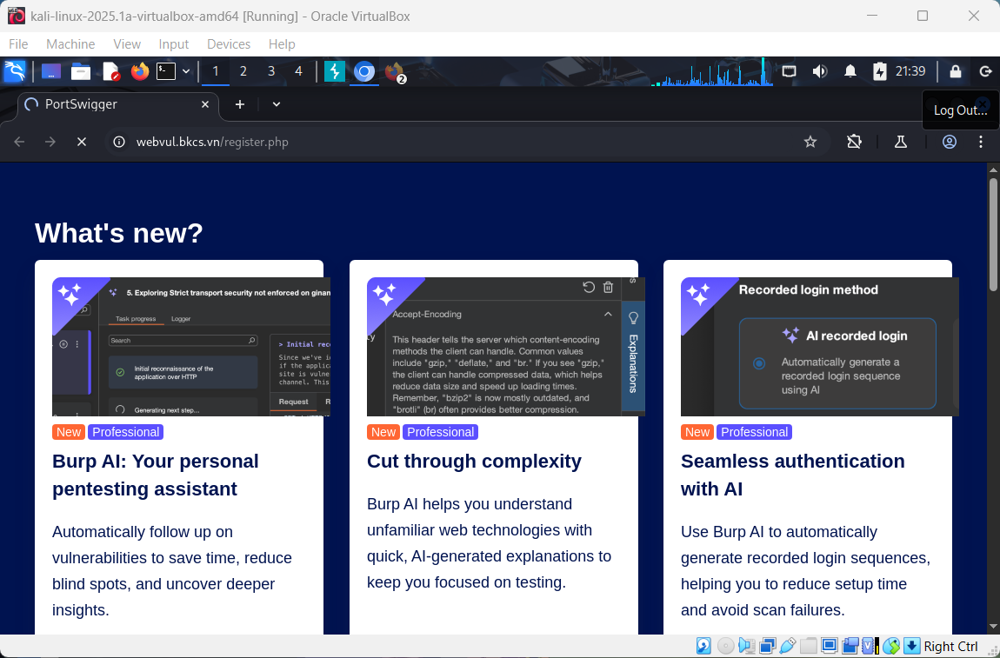 kali-linux-2025.1a-virtualbox-amd64 [Running] - Oracle VirtualBox
File Machine View Input Devices Help
1 2 3 4 2 21:39
PortSwigger
Log Out...
webvul.bkcs.vn/register.php
What's new?
5. Exploring Strict transport security not enforced on ginan
Task progress Logger
Search
Initial reconnaissance of the
application over HTTP
Generating next step...
> Initial reco
Since we've i
if the applica
site is vulne
channel. This
Request R
New Professional
Burp AI: Your personal
pentesting assistant
Automatically follow up on
vulnerabilities to save time, reduce
blind spots, and uncover deeper
insights.
Accept-Encoding
This header tells the server which content-encoding
methods the client can handle. Common values
include "gzip," "deflate," and "br." If you see "gzip,"
the client can handle compressed data, which helps
reduce data size and speed up loading times.
Remember, "bzip2" is now mostly outdated, and
"brotli" (br) often provides better compression.
Explanations
New Professional
Cut through complexity
Burp AI helps you understand
unfamiliar web technologies with
quick, AI-generated explanations to
keep you focused on testing.
Recorded login method
AI recorded login
Automatically generate a
recorded login sequence
using AI
New Professional
Seamless authentication
with AI
Use Burp AI to automatically
generate recorded login sequences,
helping you to reduce setup time
and avoid scan failures.
Right Ctrl